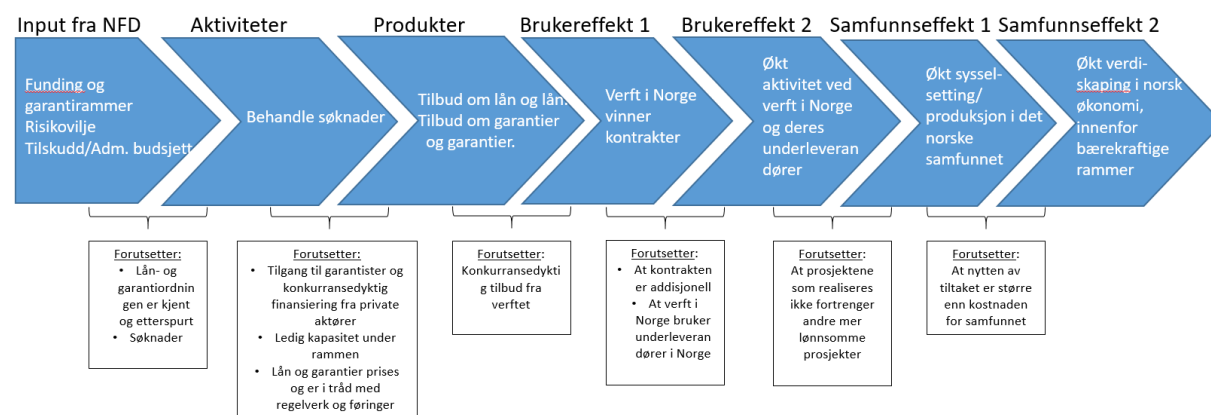 Input fra NFD
Aktiviteter
Produkter
Brukereffekt 1
Brukereffekt 2
Samfunnseffekt 1
Samfunnseffekt 2
Funding og
garantirammer
Risikovilje
Tilskudd/Adm. budsjett
Behandle søknader
Tilbud om lån og lån.
Tilbud om garantier
og garantier.
Verft i Norge
vinner
kontrakter
Økt
aktivitet ved
verft i Norge
og deres
underleveran
dører
Økt syssel-
setting/
produksjon i det
norske
samfunnet
Økt verdi-
skaping i norsk
økonomi,
innenfor
bærekraftige
rammer
Forutsetter:
• Lån- og
garantiordnin
gen er kjent
og etterspurt
• Søknader
Forutsetter:
• Tilgang til garantister og
konkurransedyktig
finansiering fra private
aktører
• Ledig kapasitet under
rammen
• Lån og garantier prises
og er i tråd med
regelverk og føringer
Forutsetter:
Konkurransedykti
g tilbud fra
verftet
Forutsetter:
• At kontrakten
er addisjonell
• At verft i
Norge bruker
underleveran
dører i Norge
Forutsetter:
At prosjektene
som realiseres
ikke fortrenger
andre mer
lønnsomme
prosjekter
Forutsetter:
At nytten av
tiltaket er større
enn kostnaden
for samfunnet